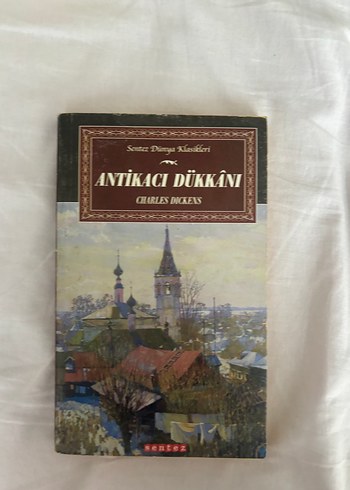 Sentez Dünya Klasikleri
ANTİKACI DÜKKÂNI
CHARLES DICKENS
sentez